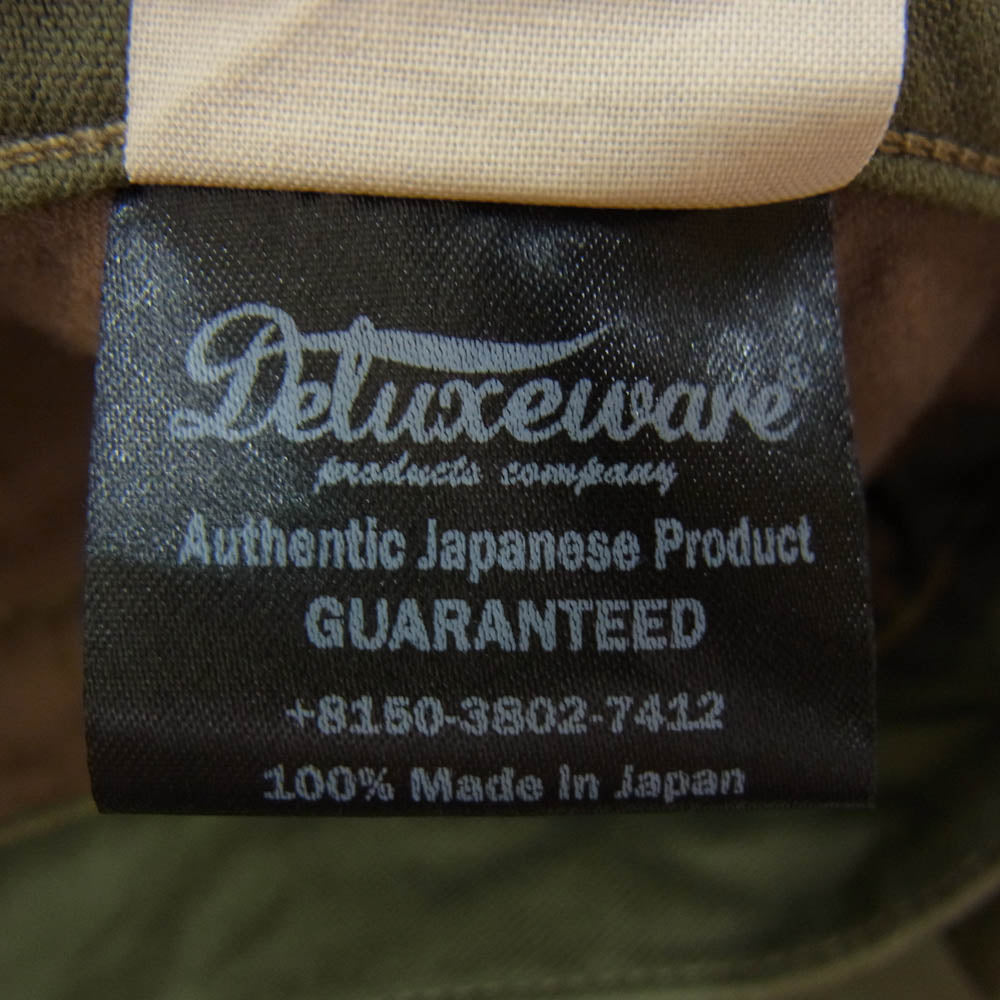 Deluxeware®
products company
Authentic Japanese Product
GUARANTEED
+8150-3802-7412
100% Made In Japan